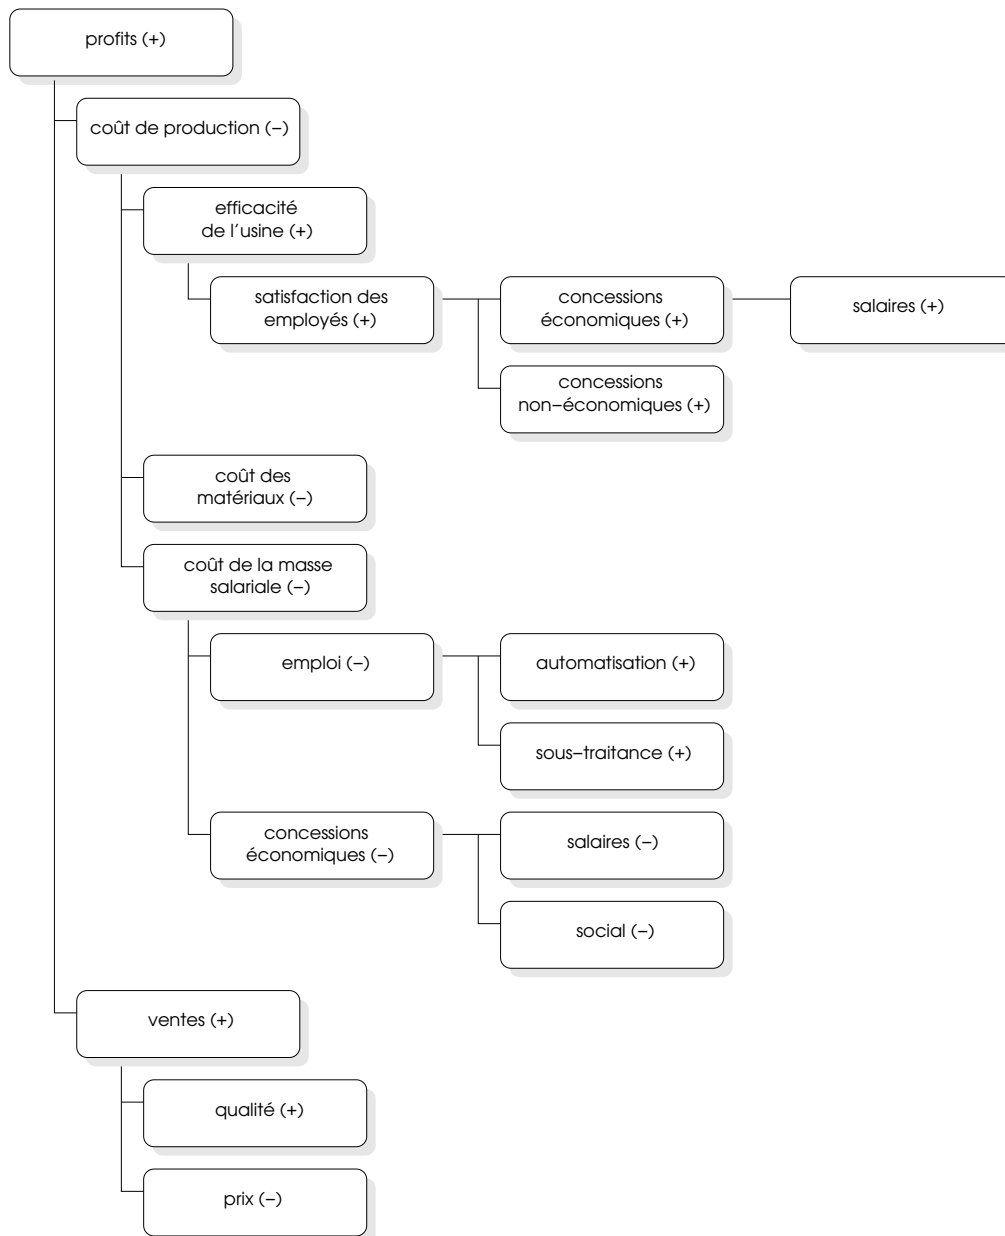 profits (+)
coût de production (–)
efficacité
de l'usine (+)
satisfaction des
employés (+)
concessions
économiques (+)
salaires (+)
concessions
non–économiques (+)
coût des
matériaux (–)
coût de la masse
salariale (–)
emploi (–)
automatisation (+)
sous–traitance (+)
concessions
économiques (–)
salaires (–)
social (–)
ventes (+)
qualité (+)
prix (–)